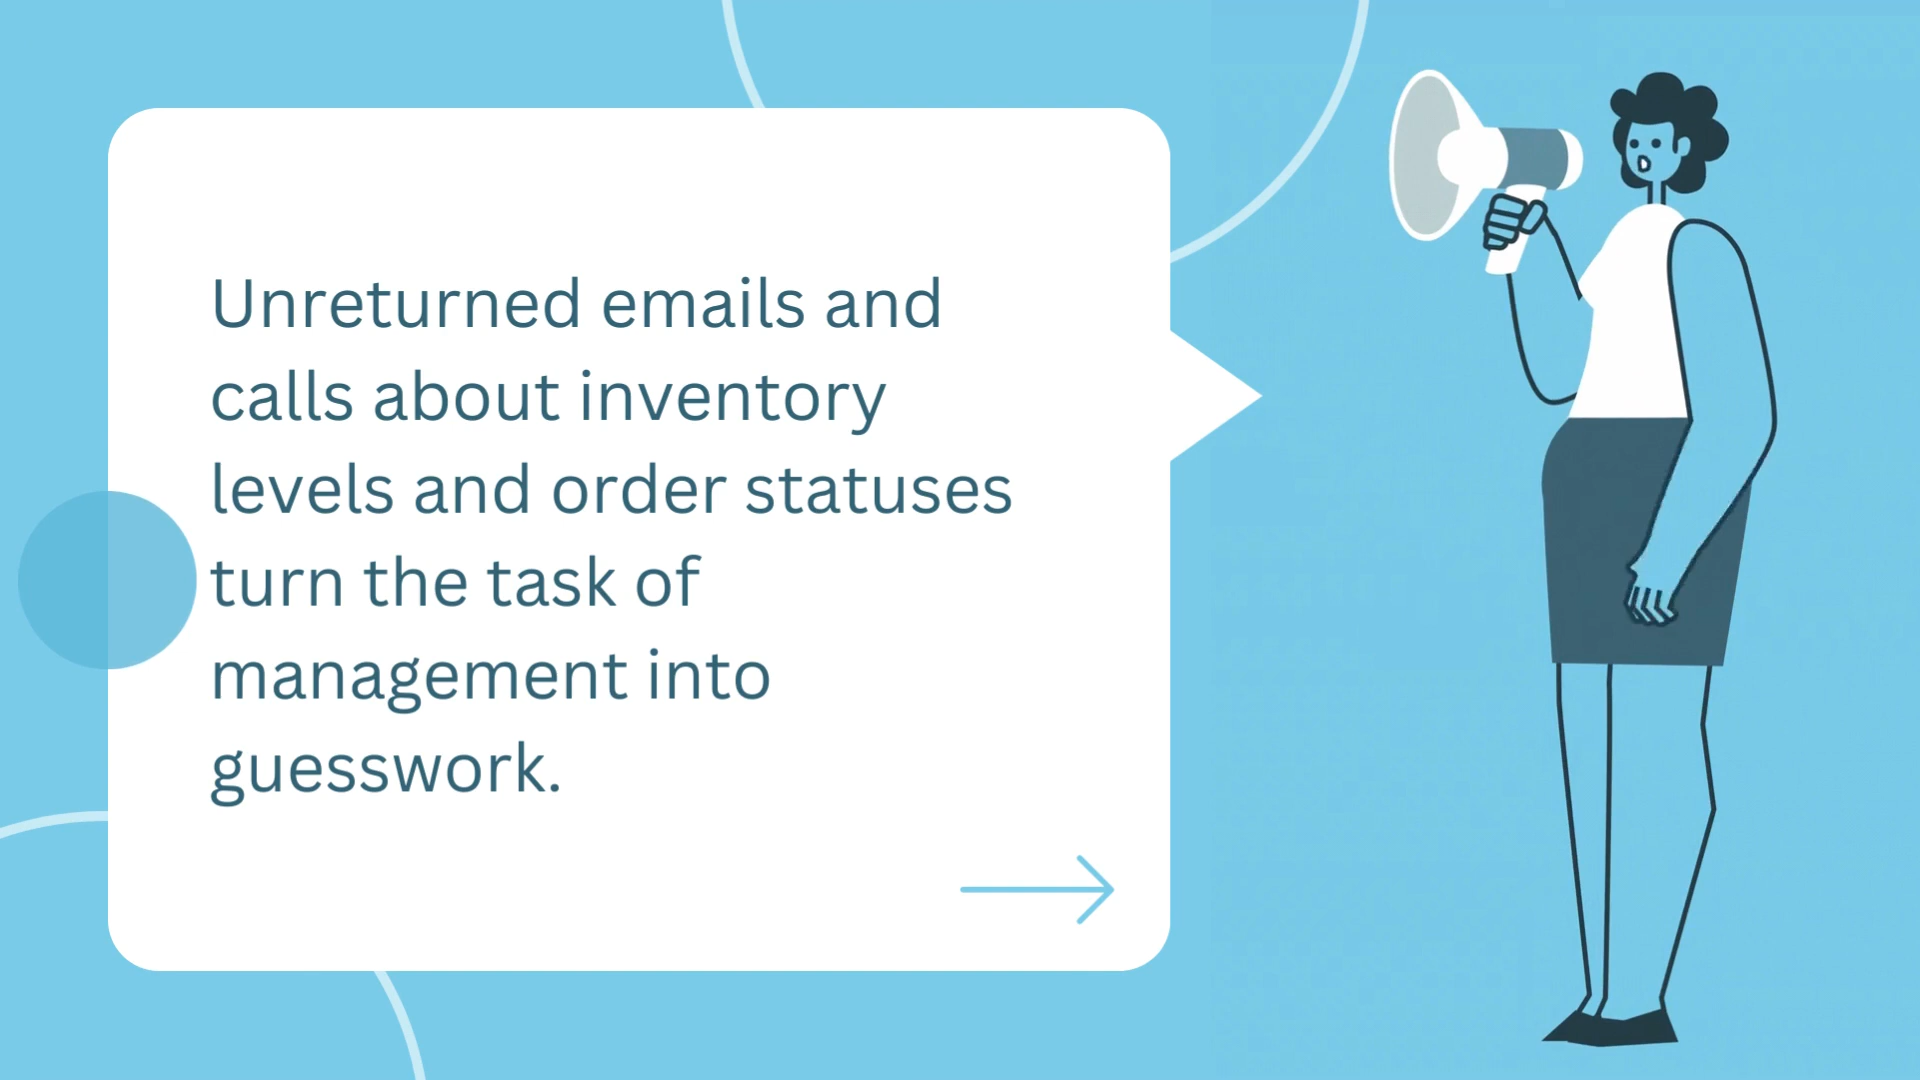 Unreturned emails and
calls about inventory
levels and order statuses
turn the task of
management into
guesswork.